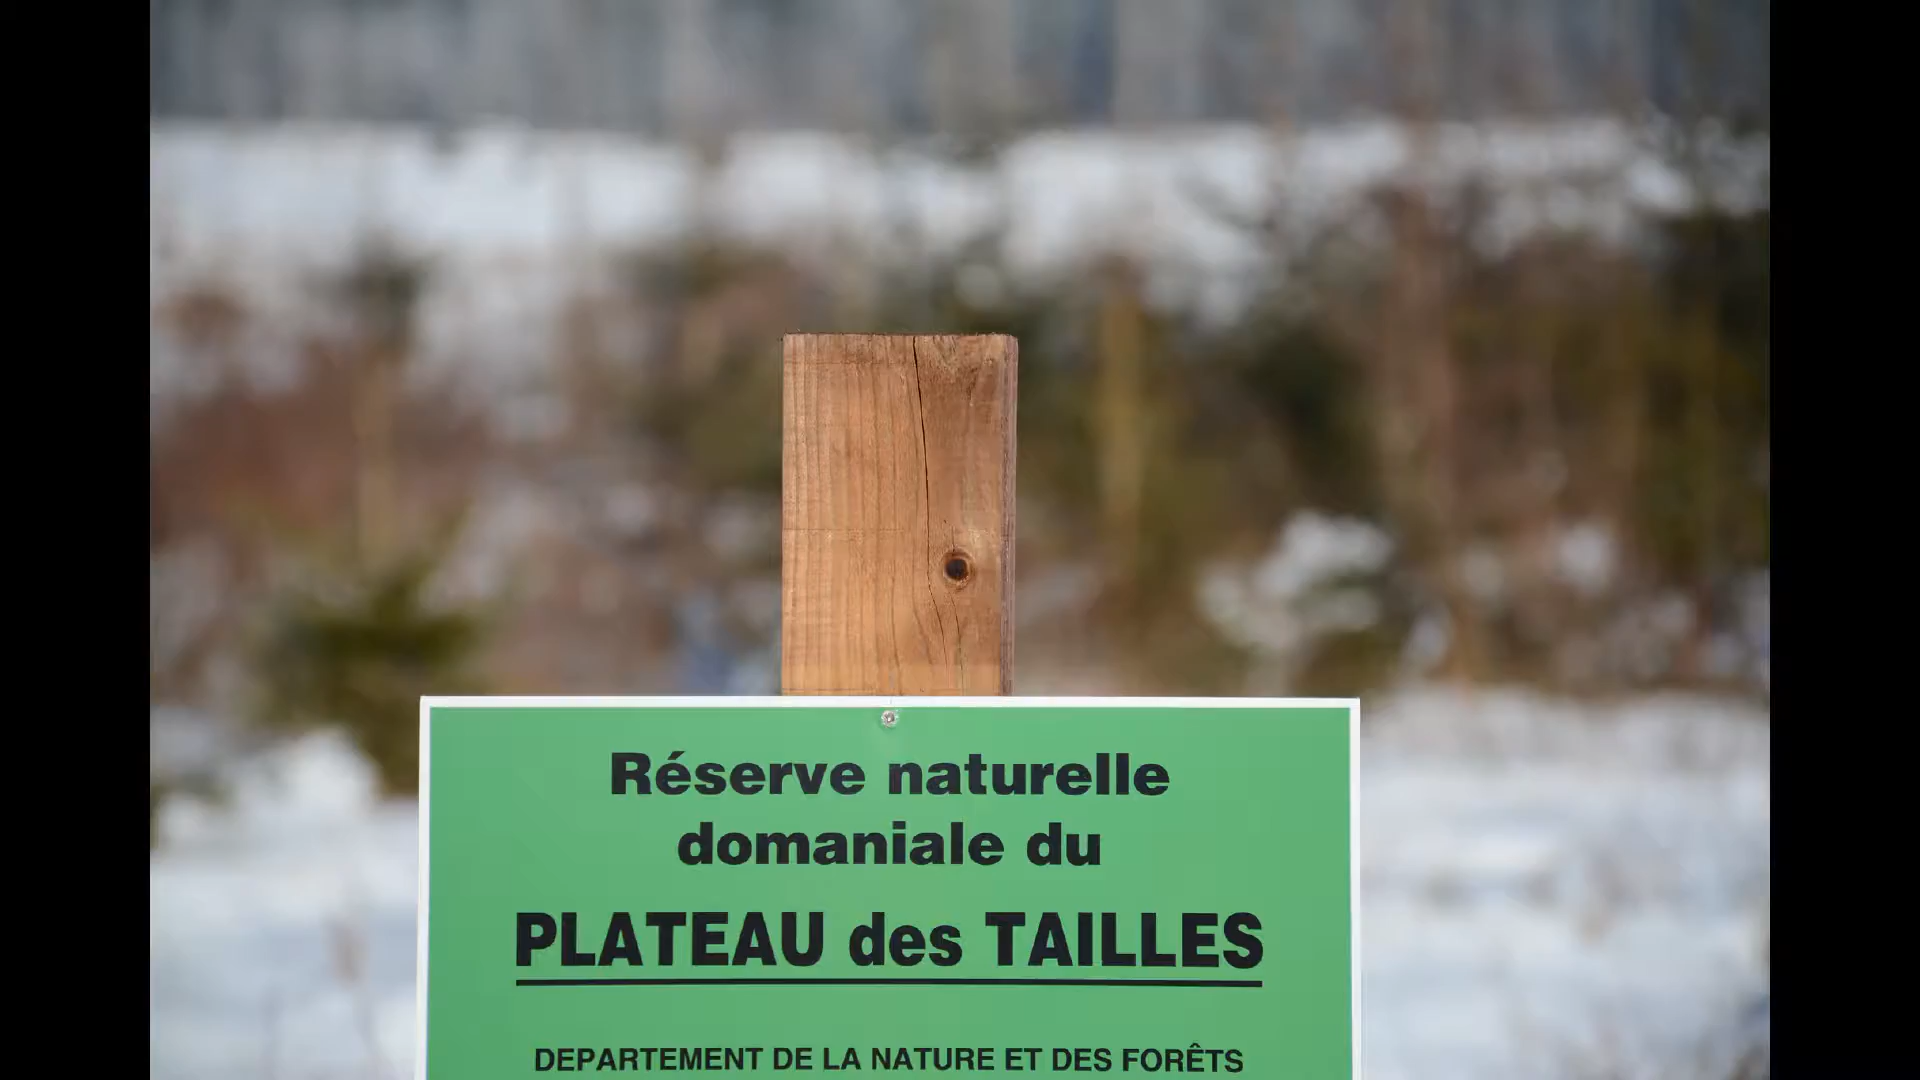 Réserve naturelle
domaniale du
PLATEAU des TAILLES
DEPARTEMENT DE LA NATURE ET DES FORÊTS